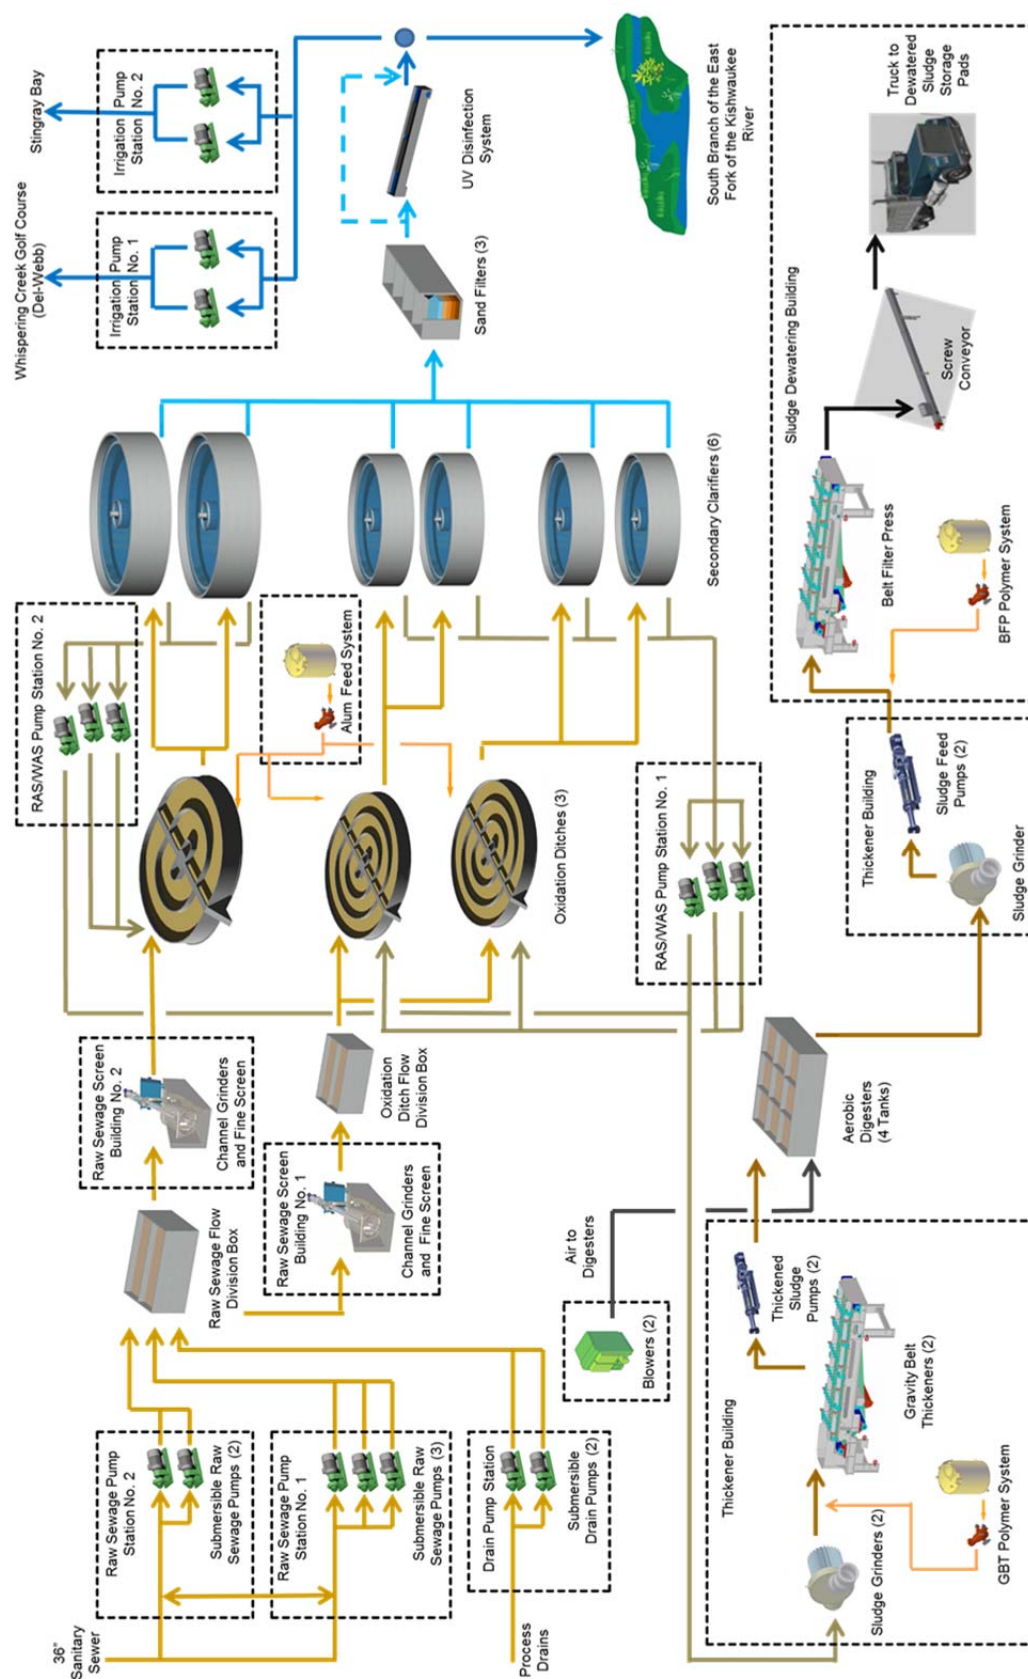 36"
Sanitary
Sewer
Raw Sewage Pump
Station No. 2
Submersible Raw
Sewage Pumps (2)
Raw Sewage Pump
Station No. 1
Submersible Raw
Sewage Pumps (3)
Process
Drains
Drain Pump Station
Submersible
Drain Pumps (2)
Raw Sewage Flow
Division Box
Raw Sewage Screen
Building No. 2
Channel Grinders
and Fine Screen
Raw Sewage Screen
Building No. 1
Channel Grinders
and Fine Screen
Oxidation
Ditch Flow
Division Box
RAS/WAS Pump Station No. 2
Alum Feed System
Oxidation Ditches (3)
RAS/WAS Pump Station No. 1
Secondary Clarifiers (6)
Whispering Creek Golf Course
(Del-Webb)
Stingray Bay
Irrigation Pump
Station No. 1
Irrigation Pump
Station No. 2
Sand Filters (3)
UV Disinfection
System
South Branch of the East
Fork of the Kishwaukee
River
Blowers (2)
Air to
Digesters
Thickener Building
Sludge Grinders (2)
GBT Polymer System
Gravity Belt
Thickeners (2)
Thickened
Sludge
Pumps (2)
Aerobic
Digesters
(4 Tanks)
Thickener Building
Sludge Grinder
Sludge Feed
Pumps (2)
Sludge Dewatering Building
Belt Filter Press
BFP Polymer System
Screw
Conveyor
Truck to
Dewatered
Sludge
Storage
Pads